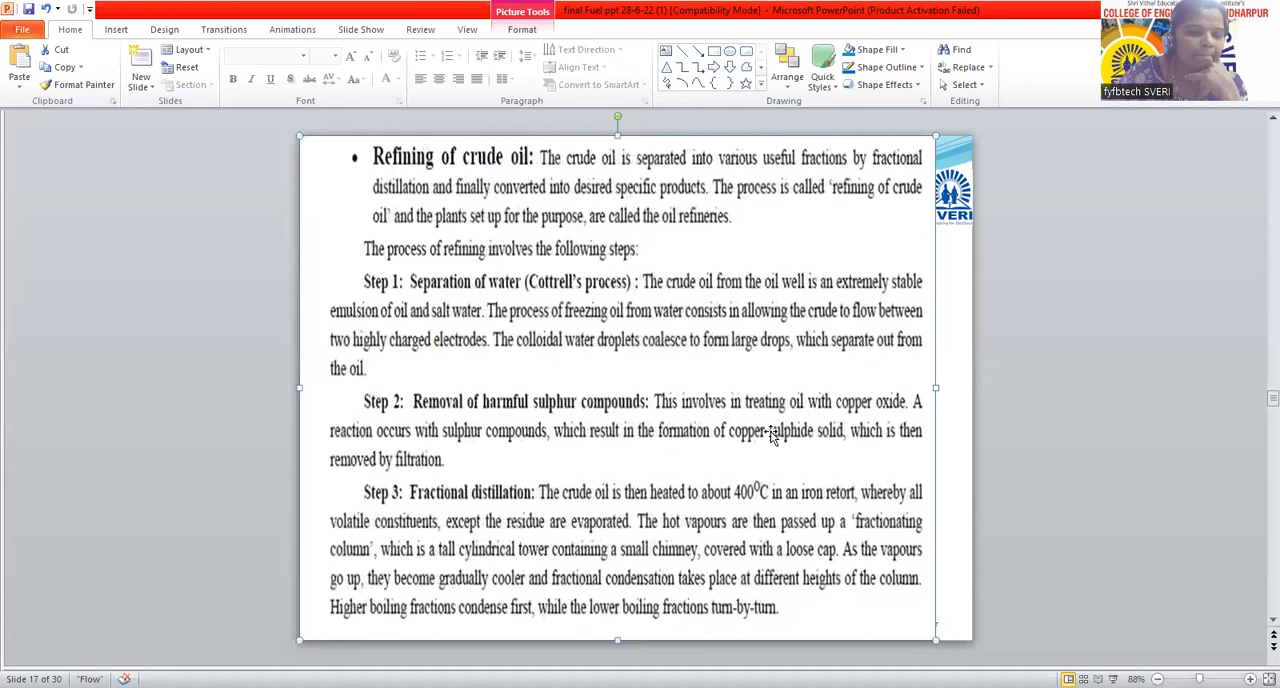 Picture Tools
final Fuel ppt 28-6-22 (1) [Compatibility Mode] - Microsoft PowerPoint (Product Activation Failed)
File Home Insert Design Transitions Animations Slide Show Review View Format
Cut
Copy
Format Painter
Paste
Clipboard
New
Slide
Layout
Reset
Section
Slides
B I U S abc AV Aa A
Font
Text Direction
Align Text
Convert to SmartArt
Paragraph
Arrange
Quick
Styles
Shape Fill
Shape Outline
Shape Effects
Drawing
Find
Replace
Select
Editing
COLLEGE OF ENG DHARPUR
fyfbtech SVERI
• Refining of crude oil: The crude oil is separated into various useful fractions by fractional
distillation and finally converted into desired specific products. The process is called ‘refining of crude
oil’ and the plants set up for the purpose, are called the oil refineries.
The process of refining involves the following steps:
Step 1: Separation of water (Cottrell’s process) : The crude oil from the oil well is an extremely stable
emulsion of oil and salt water. The process of freezing oil from water consists in allowing the crude to flow between
two highly charged electrodes. The colloidal water droplets coalesce to form large drops, which separate out from
the oil.
Step 2: Removal of harmful sulphur compounds: This involves in treating oil with copper oxide. A
reaction occurs with sulphur compounds, which result in the formation of copper sulphide solid, which is then
removed by filtration.
Step 3: Fractional distillation: The crude oil is then heated to about 400⁰C in an iron retort, whereby all
volatile constituents, except the residue are evaporated. The hot vapours are then passed up a ‘fractionating
column’, which is a tall cylindrical tower containing a small chimney, covered with a loose cap. As the vapours
go up, they become gradually cooler and fractional condensation takes place at different heights of the column.
Higher boiling fractions condense first, while the lower boiling fractions turn-by-turn.
VERI
Slide 17 of 30 "Flow" 88%